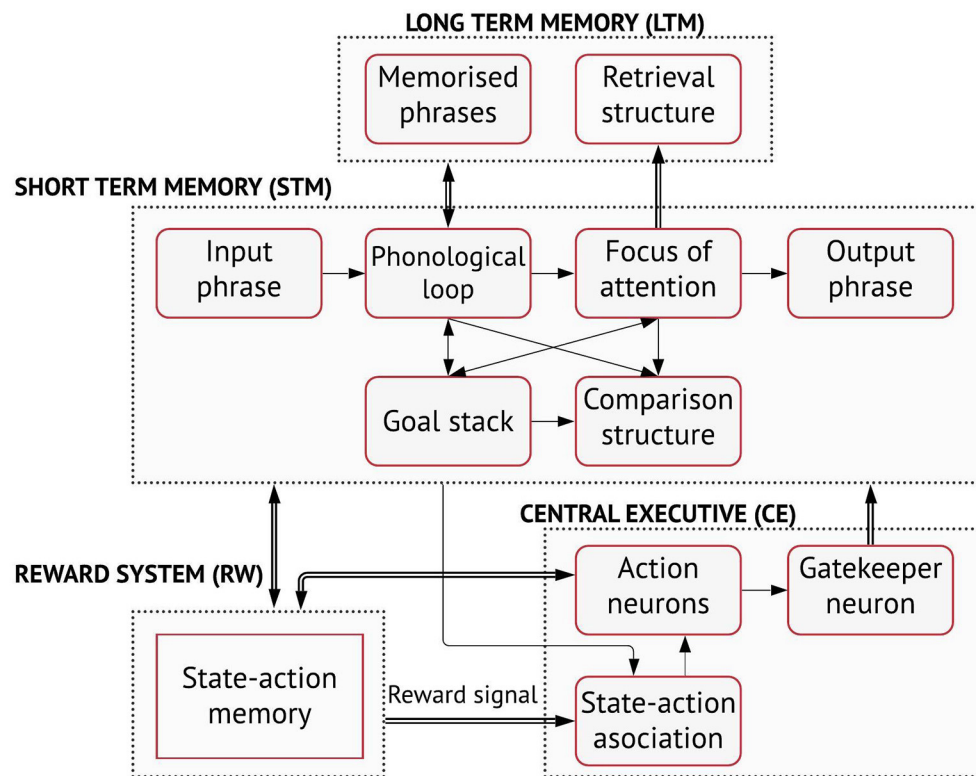 LONG TERM MEMORY (LTM)
Memorised
phrases
Retrieval
structure
SHORT TERM MEMORY (STM)
Input
phrase
Phonological
loop
Focus of
attention
Output
phrase
Goal stack
Comparison
structure
CENTRAL EXECUTIVE (CE)
REWARD SYSTEM (RW)
Action
neurons
Gatekeeper
neuron
State-action
memory
Reward signal
State-action
asociation